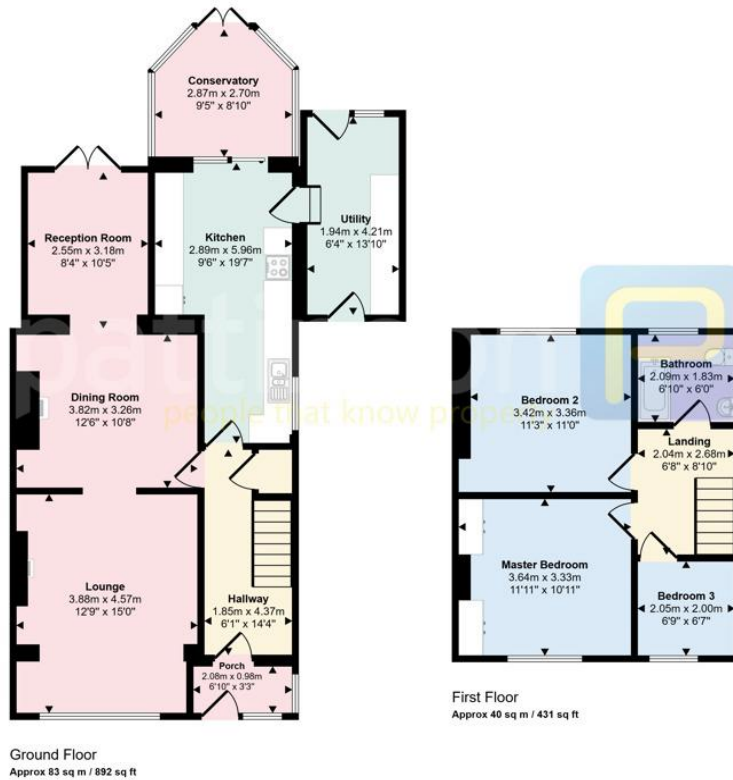 Conservatory
2.87m x 2.70m
9'5" x 8'10"
Reception Room
2.55m x 3.18m
8'4" x 10'5"
Kitchen
2.89m x 5.96m
9'6" x 19'7"
Utility
1.94m x 4.21m
6'4" x 13'10"
Dining Room
3.82m x 3.26m
12'6" x 10'8"
Lounge
3.88m x 4.57m
12'9" x 15'0"
Hallway
1.85m x 4.37m
6'1" x 14'4"
Porch
2.08m x 0.98m
6'10" x 3'3"
Ground Floor
Approx 83 sq m / 892 sq ft
Bedroom 2
3.42m x 3.36m
11'3" x 11'0"
Bathroom
2.09m x 1.83m
6'10" x 6'0"
Landing
2.04m x 2.68m
6'8" x 8'10"
Master Bedroom
3.64m x 3.33m
11'11" x 10'11"
Bedroom 3
2.05m x 2.00m
6'9" x 6'7"
First Floor
Approx 40 sq m / 431 sq ft
people that know property